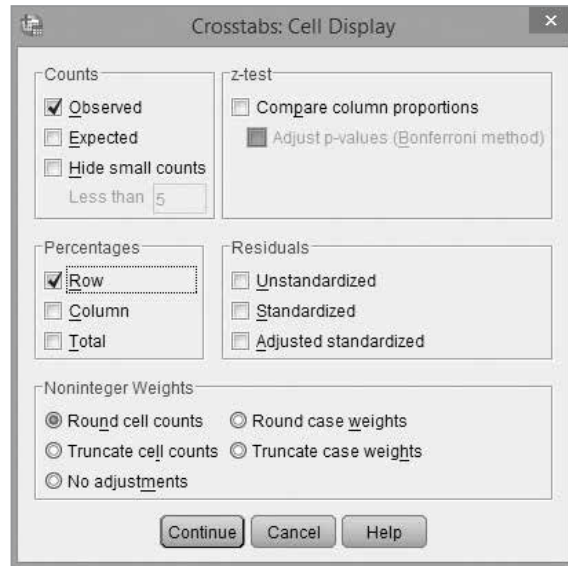 Crosstabs: Cell Display
Counts
Observed
Expected
Hide small counts
Less than 5
z-test
Compare column proportions
Adjust p-values (Bonferroni method)
Percentages
Row
Column
Total
Residuals
Unstandardized
Standardized
Adjusted standardized
Noninteger Weights
Round cell counts
Round case weights
Truncate cell counts
Truncate case weights
No adjustments
Continue
Cancel
Help